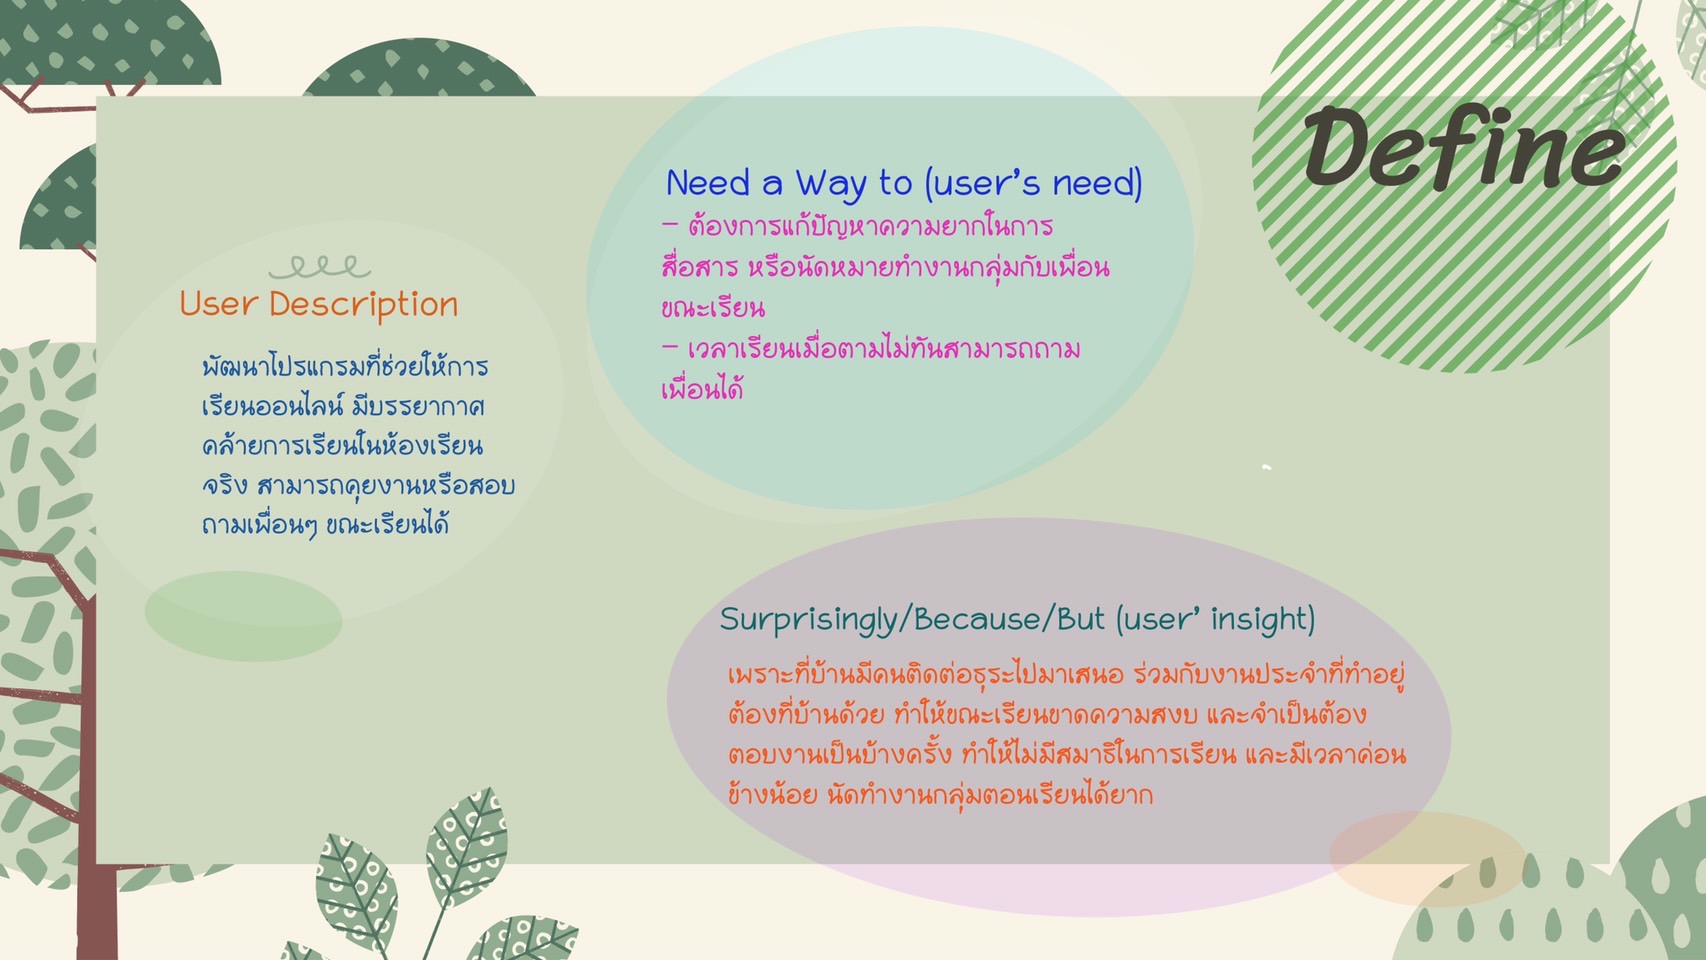 Define
User Description
พัฒนาโปรแกรมที่ช่วยให้การ
เรียนออนไลน์ มีบรรยากาศ
คล้ายการเรียนในห้องเรียน
จริง สามารถคุยงานหรือสอบ
ถามเพื่อนๆ ขณะเรียนได้
Need a Way to (user's need)
- ต้องการแก้ปัญหาความยากในการ
สื่อสาร หรือนัดหมายทำงานกลุ่มกับเพื่อน
ขณะเรียน
- เวลาเรียนเมื่อตามไม่ทันสามารถถาม
เพื่อนได้
Surprisingly/Because/But (user' insight)
เพราะที่บ้านมีคนติดต่อธุระไปมาเสนอ ร่วมกับงานประจำที่ทำอยู่
ต้องที่บ้านด้วย ทำให้ขณะเรียนขาดความสงบ และจำเป็นต้อง
ตอบงานเป็นบ้างครั้ง ทำให้ไม่มีสมาธิในการเรียน และมีเวลาค่อน
ข้างน้อย นัดทำงานกลุ่มตอนเรียนได้ยาก